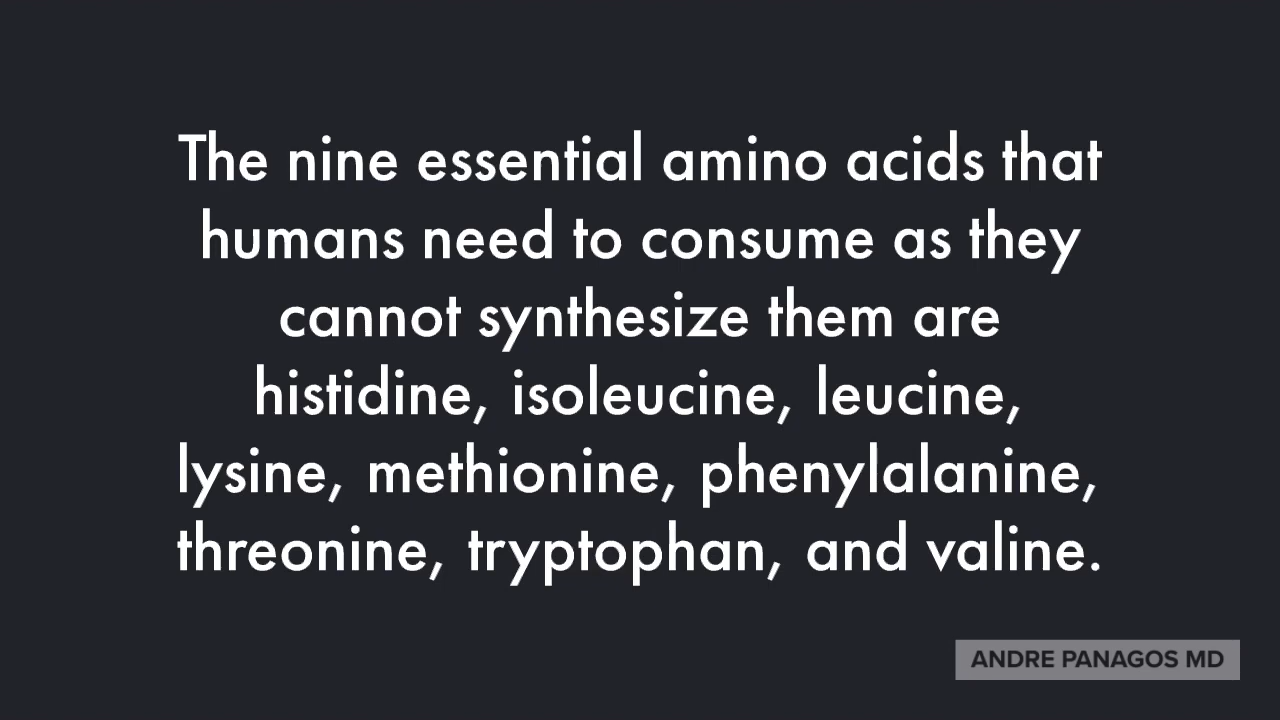 The nine essential amino acids that
humans need to consume as they
cannot synthesize them are
histidine, isoleucine, leucine,
lysine, methionine, phenylalanine,
threonine, tryptophan, and valine.
ANDRE PANAGOS MD